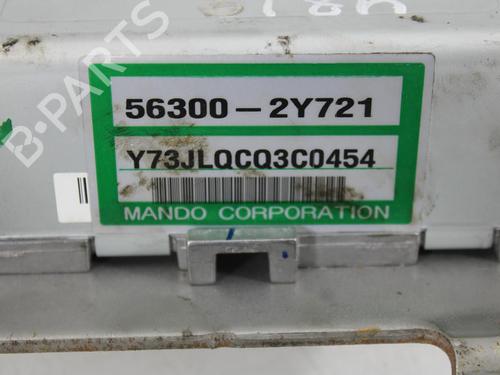 56300-2Y721
Y73JLQCQ3C0454
MANDO CORPORATION
B-PARTS